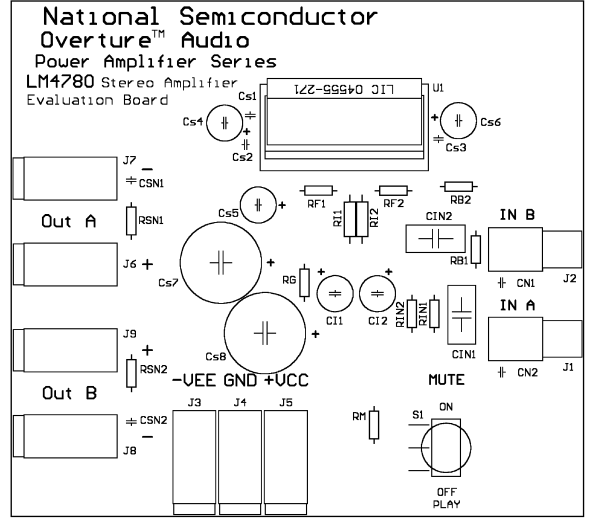 National Semiconductor
Overture™ Audio
Power Amplifier Series
LM4780 Stereo Amplifier
Evaluation Board
LIC 04555-271
U1
Cs1
Cs4
+
Cs2
+
Cs6
Cs3
J7
-
CSN1
RSN1
Out A
J6 +
Cs5
+
RF1
RI1
RI2
RF2
RB2
CIN2
RB1
IN B
J2
CN1
Cs7
+
RG
+
CI1
+
CI2
RIN2
RIN1
CIN1
IN A
J1
CN2
J9
+
RSN2
Out B
CSN2
-
J8
Cs8
+
-VEE GND +VCC
J3
J4
J5
MUTE
RM
S1
ON
OFF
PLAY